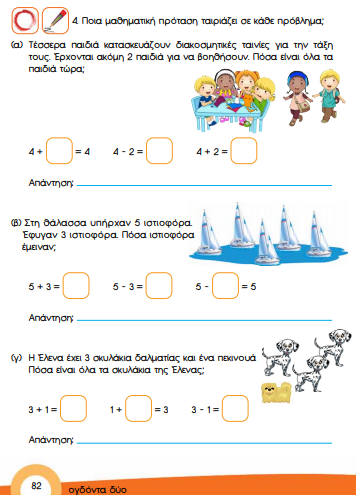 4. Ποια μαθηματική πρόταση ταιριάζει σε κάθε πρόβλημα;
(α) Τέσσερα παιδιά κατασκευάζουν διακοσμητικές ταινίες για την τάξη
τους. Έρχονται ακόμη 2 παιδιά για να βοηθήσουν. Πόσα είναι όλα τα
παιδιά τώρα;
4 + = 4 4 - 2 = 4 + 2 =
Απάντηση:
(β) Στη θάλασσα υπήρχαν 5 ιστιοφόρα.
Έφυγαν 3 ιστιοφόρα. Πόσα ιστιοφόρα
έμειναν;
5 + 3 = 5 - 3 = 5 - = 5
Απάντηση:
(γ) Η Έλενα έχει 3 σκυλάκια δαλματίας και ένα πεκινουά
Πόσα είναι όλα τα σκυλάκια της Έλενας;
3 + 1 = 1 + = 3 3 - 1 =
Απάντηση:
82 ογδόντα δύο